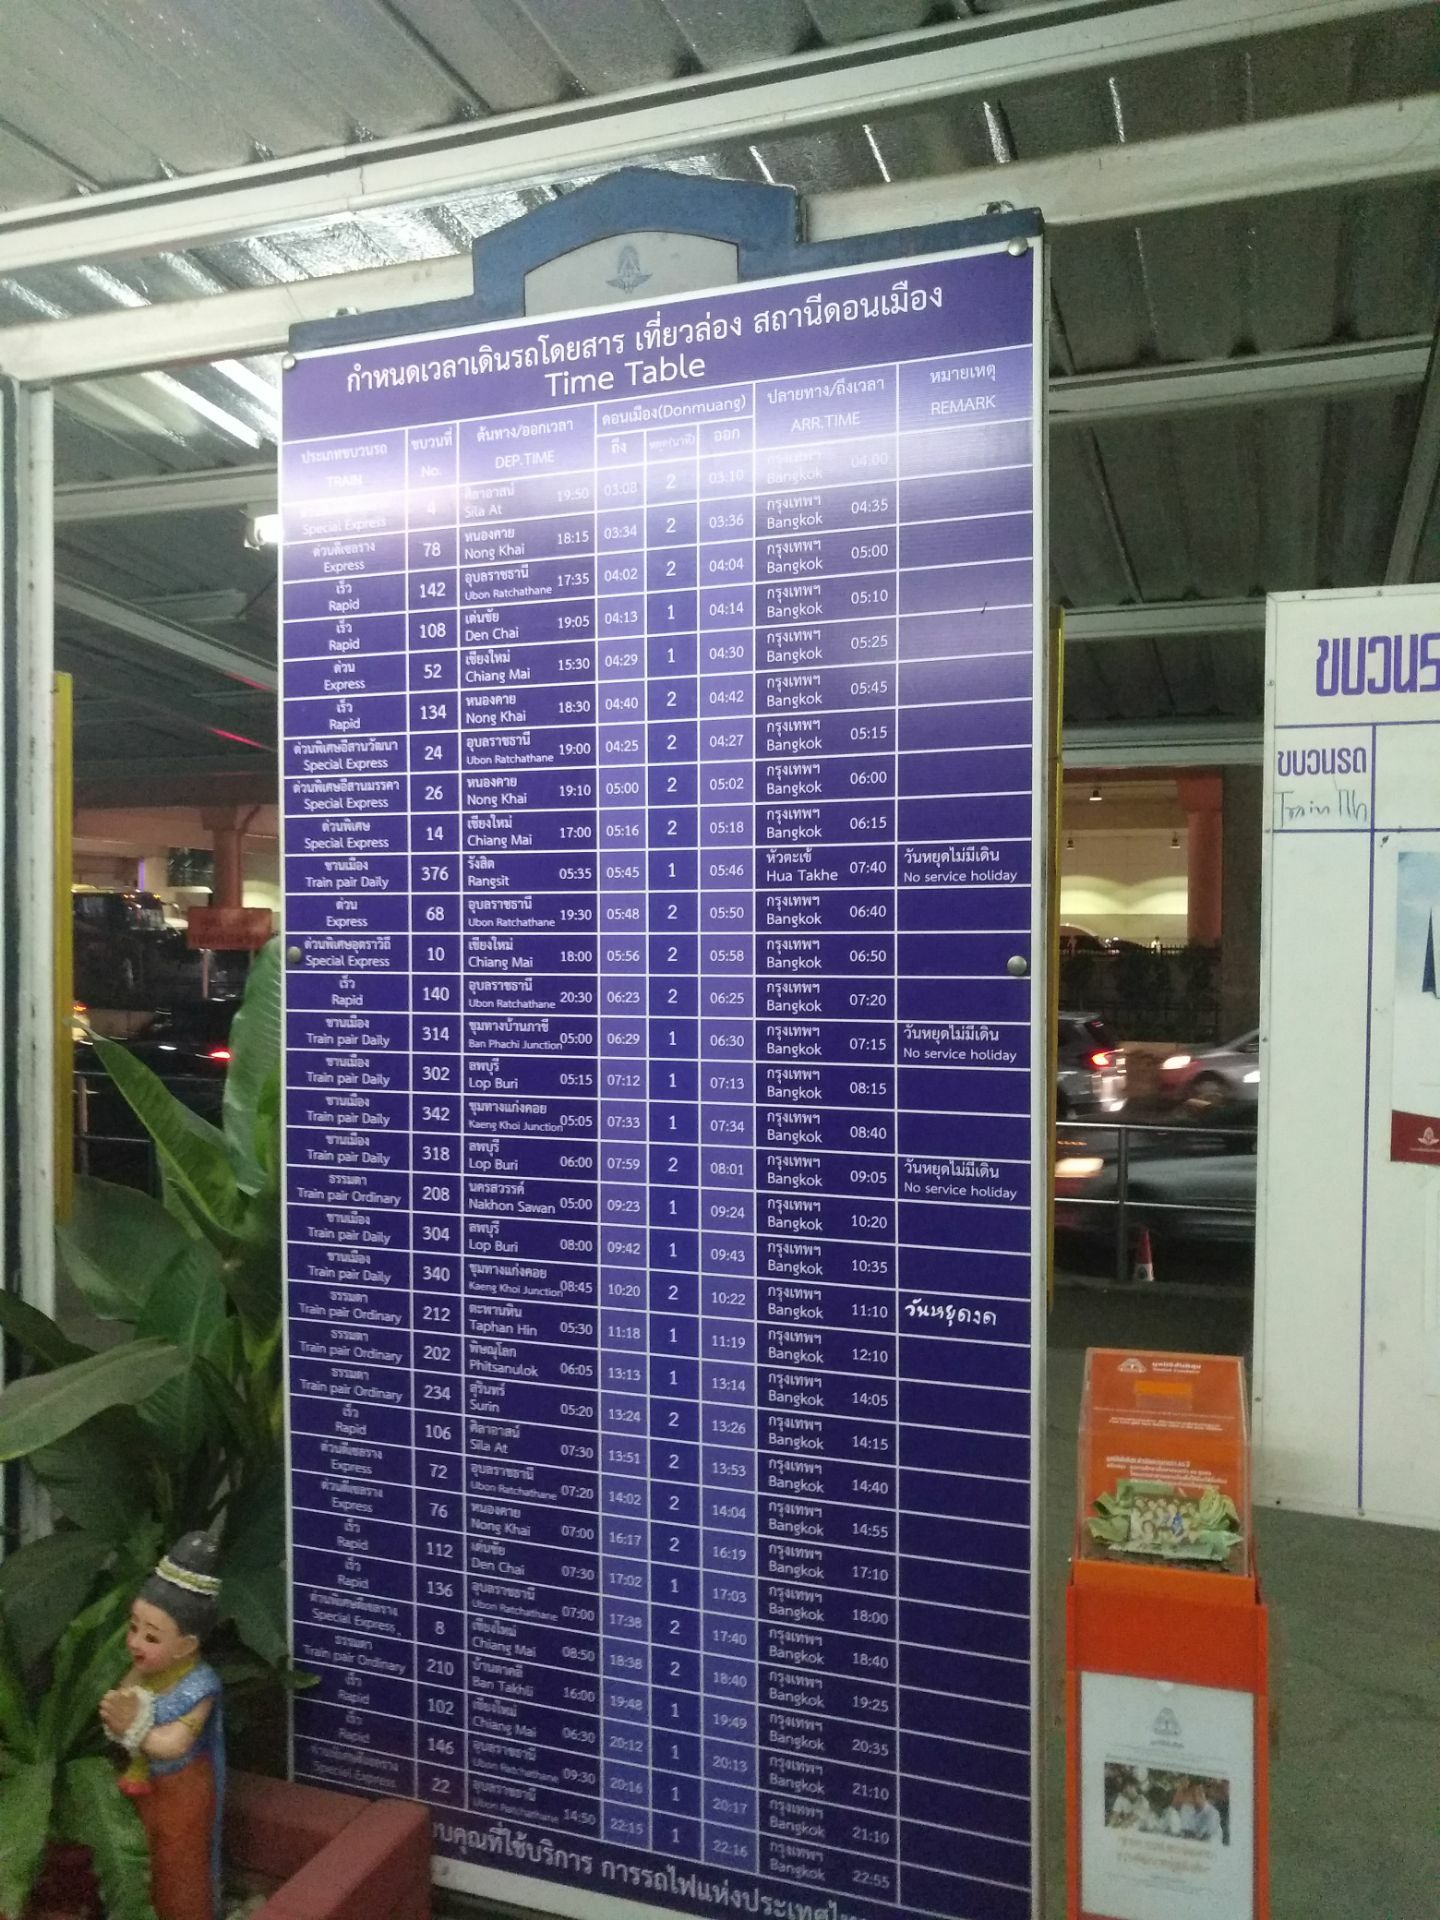 กำหนดเวลาเดินรถโดยสาร เที่ยวล่อง สถานีดอนเมือง
Time Table
ประเภทขบวนรถ ขบวนที่ ต้นทาง/ออกเวลา ดอนเมือง(Donmuang) ปลายทาง/ถึงเวลา หมายเหตุ
TRAIN No. DEP.TIME ถึง หยุด(นาที) ออก ARR.TIME REMARK
ศิลาอาสน์ กรุงเทพฯ
Special Express 4 Sila At 19:50 03:08 2 03:10 Bangkok 04:00
ด่วนดีเซลราง หนองคาย กรุงเทพฯ
Express 78 Nong Khai 18:15 03:34 2 03:36 Bangkok 04:35
เร็ว อุบลราชธานี กรุงเทพฯ
Rapid 142 Ubon Ratchathane 17:35 04:02 2 04:04 Bangkok 05:00
เร็ว เด่นชัย กรุงเทพฯ
Rapid 108 Den Chai 19:05 04:13 1 04:14 Bangkok 05:10
ด่วน เชียงใหม่ กรุงเทพฯ
Express 52 Chiang Mai 15:30 04:29 1 04:30 Bangkok 05:25
เร็ว หนองคาย กรุงเทพฯ
Rapid 134 Nong Khai 18:30 04:40 2 04:42 Bangkok 05:45
ด่วนพิเศษอีสานวัฒนา อุบลราชธานี กรุงเทพฯ
Special Express 24 Ubon Ratchathane 19:00 04:25 2 04:27 Bangkok 05:15
ด่วนพิเศษอีสานมรรคา หนองคาย กรุงเทพฯ
Special Express 26 Nong Khai 19:10 05:00 2 05:02 Bangkok 06:00
ด่วนพิเศษ เชียงใหม่ กรุงเทพฯ
Special Express 14 Chiang Mai 17:00 05:16 2 05:18 Bangkok 06:15
ชานเมือง รังสิต หัวตะเข้ วันหยุดไม่มีเดิน
Train pair Daily 376 Rangsit 05:35 05:45 1 05:46 Hua Takhe 07:40 No service holiday
ด่วน อุบลราชธานี กรุงเทพฯ
Express 68 Ubon Ratchathane 19:30 05:48 2 05:50 Bangkok 06:40
ด่วนพิเศษอุตราวิถี เชียงใหม่ กรุงเทพฯ
Special Express 10 Chiang Mai 18:00 05:56 2 05:58 Bangkok 06:50
เร็ว อุบลราชธานี กรุงเทพฯ
Rapid 140 Ubon Ratchathane 20:30 06:23 2 06:25 Bangkok 07:20
ชานเมือง ชุมทางบ้านภาชี กรุงเทพฯ วันหยุดไม่มีเดิน
Train pair Daily 314 Ban Phachi Junction 05:00 06:29 1 06:30 Bangkok 07:15 No service holiday
ชานเมือง ลพบุรี กรุงเทพฯ
Train pair Daily 302 Lop Buri 05:15 07:12 1 07:13 Bangkok 08:15
ชานเมือง ชุมทางแก่งคอย กรุงเทพฯ
Train pair Daily 342 Kaeng Khoi Junction 05:05 07:33 1 07:34 Bangkok 08:40
ชานเมือง ลพบุรี กรุงเทพฯ วันหยุดไม่มีเดิน
Train pair Daily 318 Lop Buri 06:00 07:59 2 08:01 Bangkok 09:05 No service holiday
ธรรมดา นครสวรรค์ กรุงเทพฯ
Train pair Ordinary 208 Nakhon Sawan 05:00 09:23 1 09:24 Bangkok 10:20
ชานเมือง ลพบุรี กรุงเทพฯ
Train pair Daily 304 Lop Buri 08:00 09:42 1 09:43 Bangkok 10:35
ชานเมือง ชุมทางแก่งคอย กรุงเทพฯ
Train pair Daily 340 Kaeng Khoi Junction 08:45 10:20 2 10:22 Bangkok 11:10 วันหยุดงด
ธรรมดา ตะพานหิน กรุงเทพฯ
Train pair Ordinary 212 Taphan Hin 05:30 11:18 1 11:19 Bangkok 12:10
ธรรมดา พิษณุโลก กรุงเทพฯ
Train pair Ordinary 202 Phitsanulok 06:05 13:13 1 13:14 Bangkok 14:05
ธรรมดา สุรินทร์ กรุงเทพฯ
Train pair Ordinary 234 Surin 05:20 13:24 2 13:26 Bangkok 14:15
เร็ว ศิลาอาสน์ กรุงเทพฯ
Rapid 106 Sila At 07:30 13:51 2 13:53 Bangkok 14:40
ด่วนดีเซลราง อุบลราชธานี กรุงเทพฯ
Express 72 Ubon Ratchathane 07:20 14:02 2 14:04 Bangkok 14:55
ด่วนดีเซลราง หนองคาย กรุงเทพฯ
Express 76 Nong Khai 07:00 16:17 2 16:19 Bangkok 17:10
เร็ว เด่นชัย กรุงเทพฯ
Rapid 112 Den Chai 07:30 17:02 1 17:03 Bangkok 18:00
เร็ว อุบลราชธานี กรุงเทพฯ
Rapid 136 Ubon Ratchathane 07:00 17:38 2 17:40 Bangkok 18:40
ด่วนพิเศษดีเซลราง เชียงใหม่ กรุงเทพฯ
Special Express 8 Chiang Mai 08:50 18:38 2 18:40 Bangkok 19:25
ธรรมดา บ้านตาคลี กรุงเทพฯ
Train pair Ordinary 210 Ban Takhli 16:00 19:48 1 19:49 Bangkok 20:35
เร็ว เชียงใหม่ กรุงเทพฯ
Rapid 102 Chiang Mai 06:30 20:12 1 20:13 Bangkok 21:10
เร็ว อุบลราชธานี กรุงเทพฯ
Rapid 146 Ubon Ratchathane 09:30 20:16 1 20:17 Bangkok 21:10
ด่วนพิเศษดีเซลราง อุบลราชธานี กรุงเทพฯ
Special Express 22 Ubon Ratchathane 14:50 22:15 1 22:16 Bangkok 22:55
บคุณที่ใช้บริการ การรถไฟแห่งประเทศไทย
ขบวนร
ขบวนรถ
Train